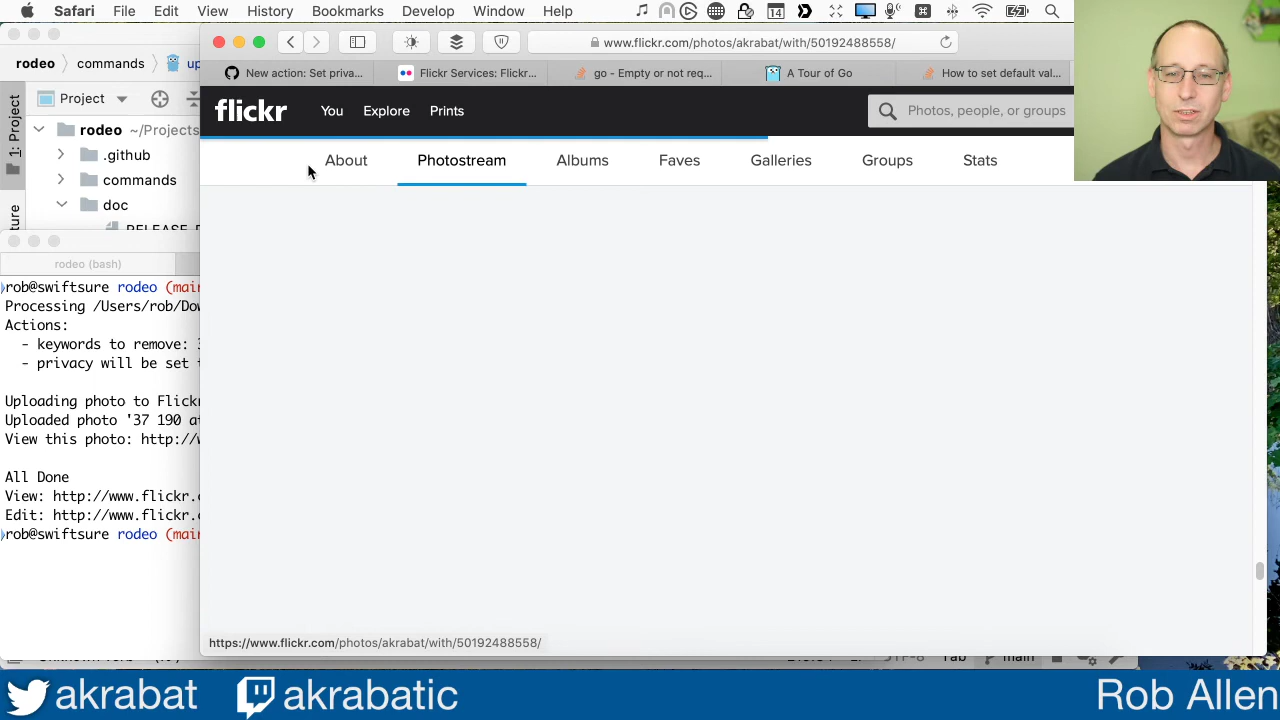 Safari File Edit View History Bookmarks Develop Window Help
14
www.flickr.com/photos/akrabat/with/50192488558/
rodeo commands up
New action: Set priva...
Flickr Services: Flickr...
go - Empty or not req...
A Tour of Go
How to set default val...
Project
flickr You Explore Prints
Photos, people, or groups
1: Project
rodeo ~/Projects
.github
commands
doc
About Photostream Albums Faves Galleries Groups Stats
rodeo (bash)
rob@swiftsure rodeo (mai
Processing /Users/rob/Do
Actions:
- keywords to remove:
- privacy will be set
Uploading photo to Flick
Uploaded photo '37 190 a
View this photo: http://
All Done
View: http://www.flickr.
Edit: http://www.flickr.
rob@swiftsure rodeo (mai
https://www.flickr.com/photos/akrabat/with/50192488558/
Tab main
akrabat akrabatic Rob Allen